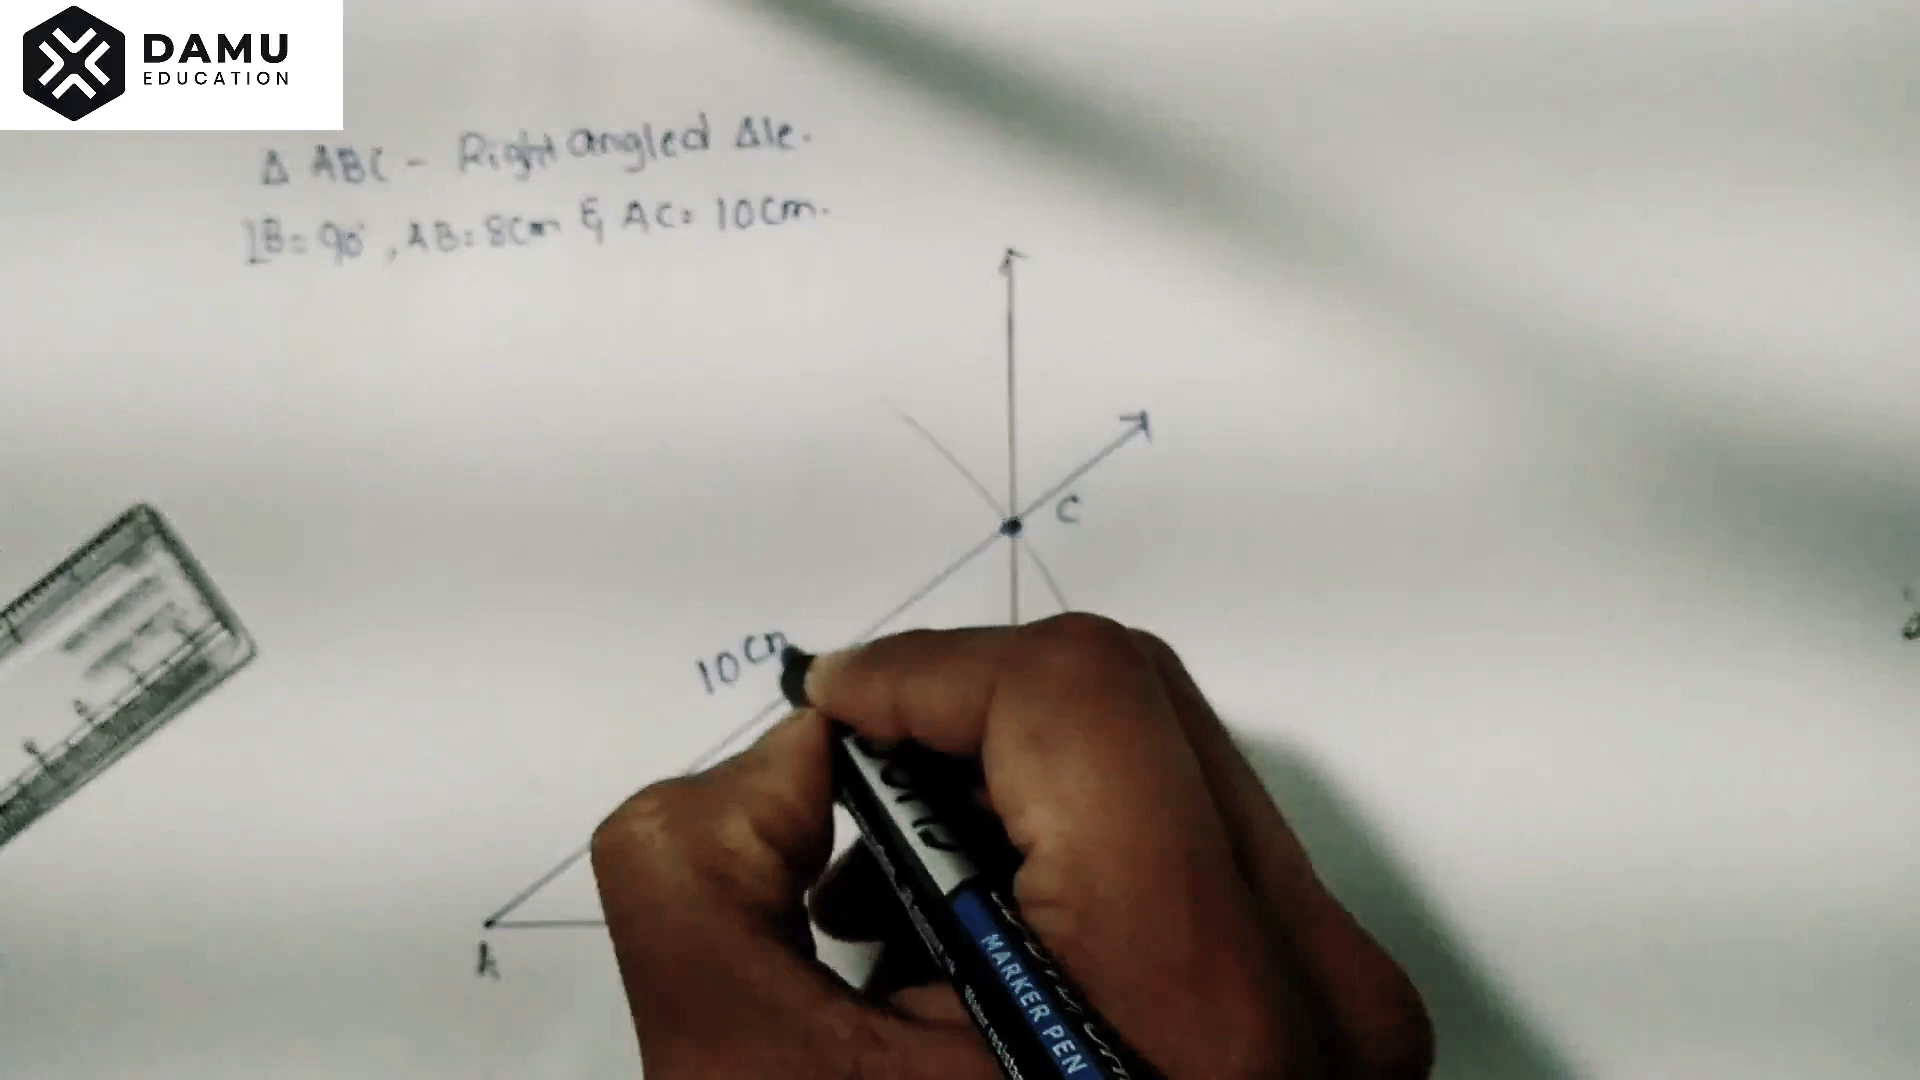 DAMU
EDUCATION
Δ ABC - Right angled Δle.
∠B = 90°, AB = 8cm & AC = 10cm.
C
10cm
A
MARKER PEN